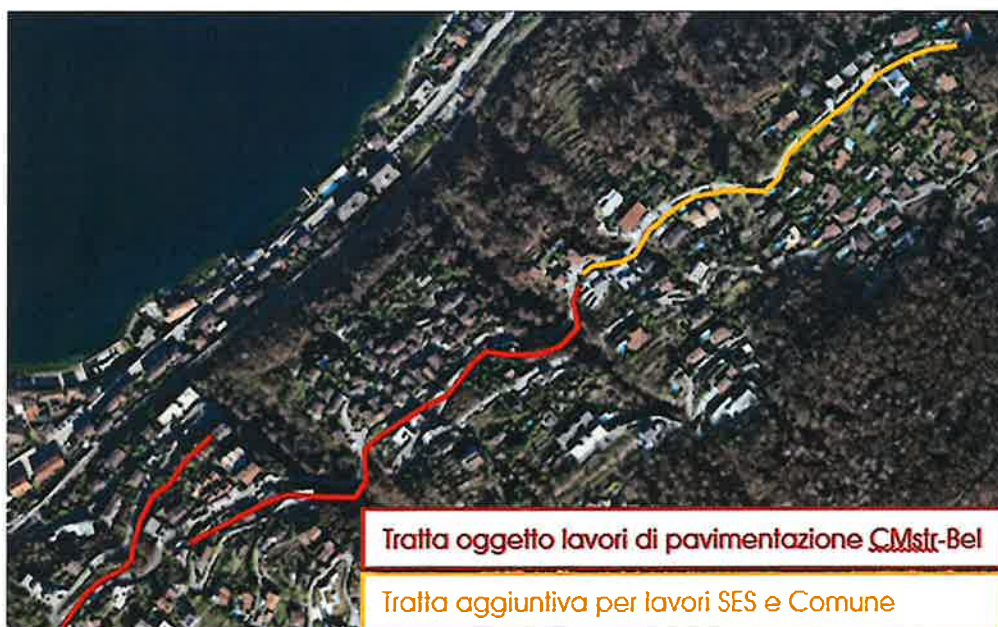 Tratta oggetto lavori di pavimentazione CMstr-Bel
Tratta aggiuntiva per lavori SES e Comune